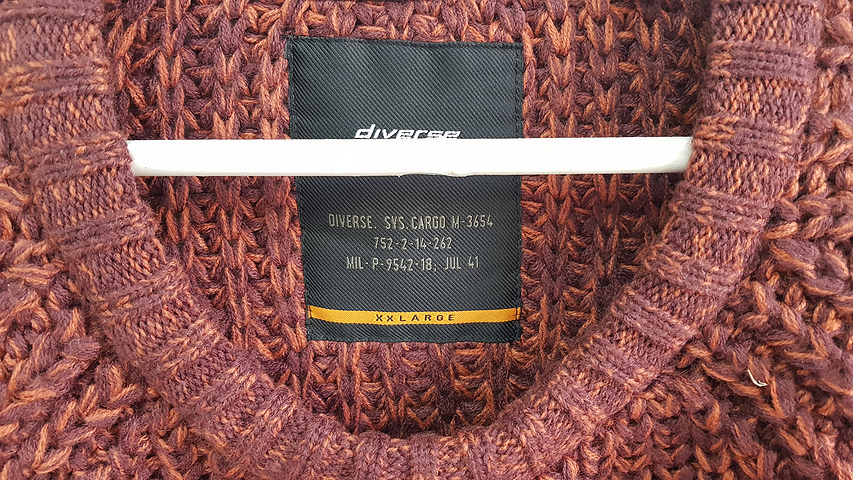 diverse
DIVERSE. SYS. CARGO M-3654
752-2-14-262
MIL-P-9542-18; JUL 41
XXLARGE